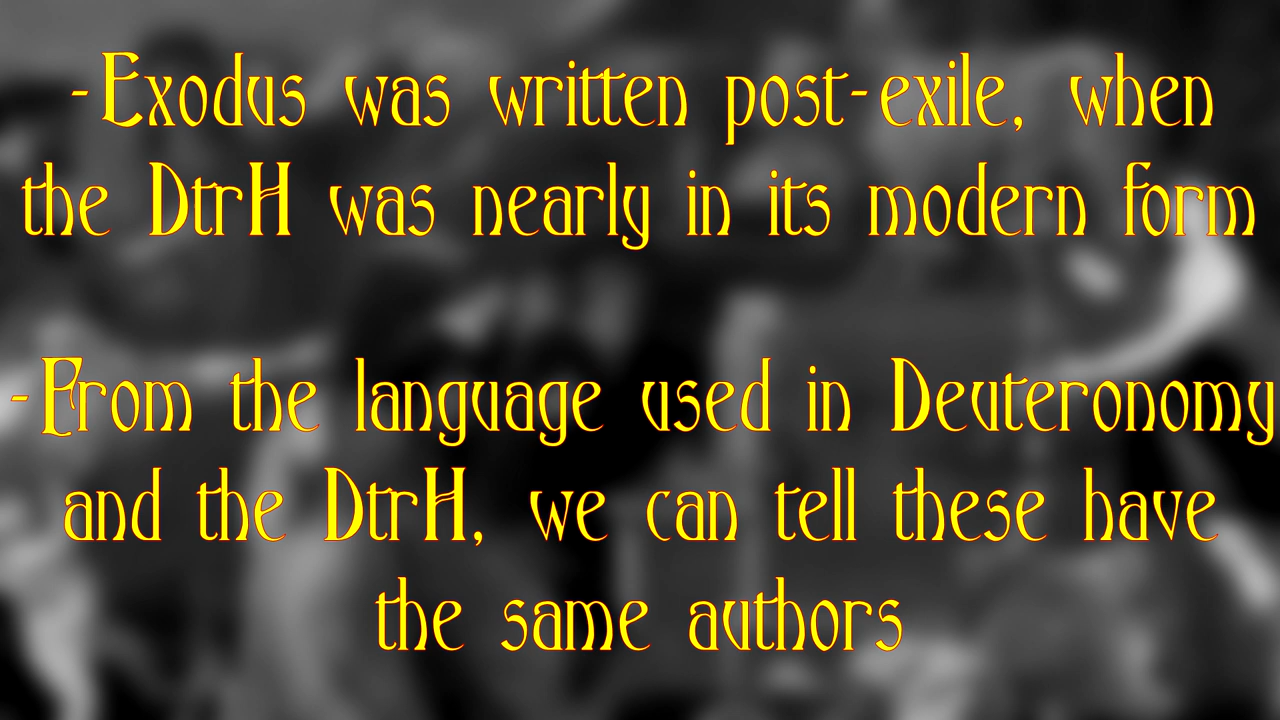 -Exodus was written post-exile, when
the DtrH was nearly in its modern form
-From the language used in Deuteronomy
and the DtrH, we can tell these have
the same authors